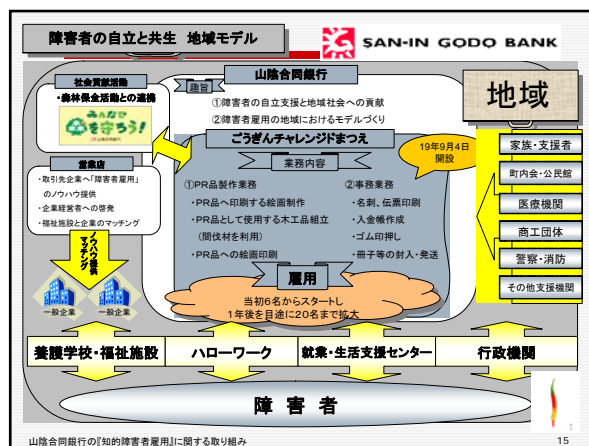 障害者の自立と共生 地域モデル
SAN-IN GODO BANK
社会貢献活動
・森林保全活動との連携
みんなで
森を守ろう!
山陰合同銀行
趣旨
①障害者の自立支援と地域社会への貢献
②障害者雇用の地域におけるモデルづくり
地域
ごうぎんチャレンジドまつえ
19年9月4日
開設
業務内容
①PR品製作業務
・PR品へ印刷する絵画制作
・PR品として使用する木工品組立
(間伐材を利用)
・PR品への絵画印刷
②事務業務
・名刺、伝票印刷
・入金帳作成
・ゴム印押し
・冊子等の封入・発送
雇用
当初6名からスタートし
1年後を目途に20名まで拡大
営業店
・取引先企業へ「障害者雇用」
のノウハウ提供
・企業経営者への啓発
・福祉施設と企業のマッチング
ノウハウ提供
マッチング
一般企業
一般企業
家族・支援者
町内会・公民館
医療機関
商工団体
警察・消防
その他支援機関
養護学校・福祉施設
ハローワーク
就業・生活支援センター
行政機関
障害者
山陰合同銀行の『知的障害者雇用』に関する取り組み
15